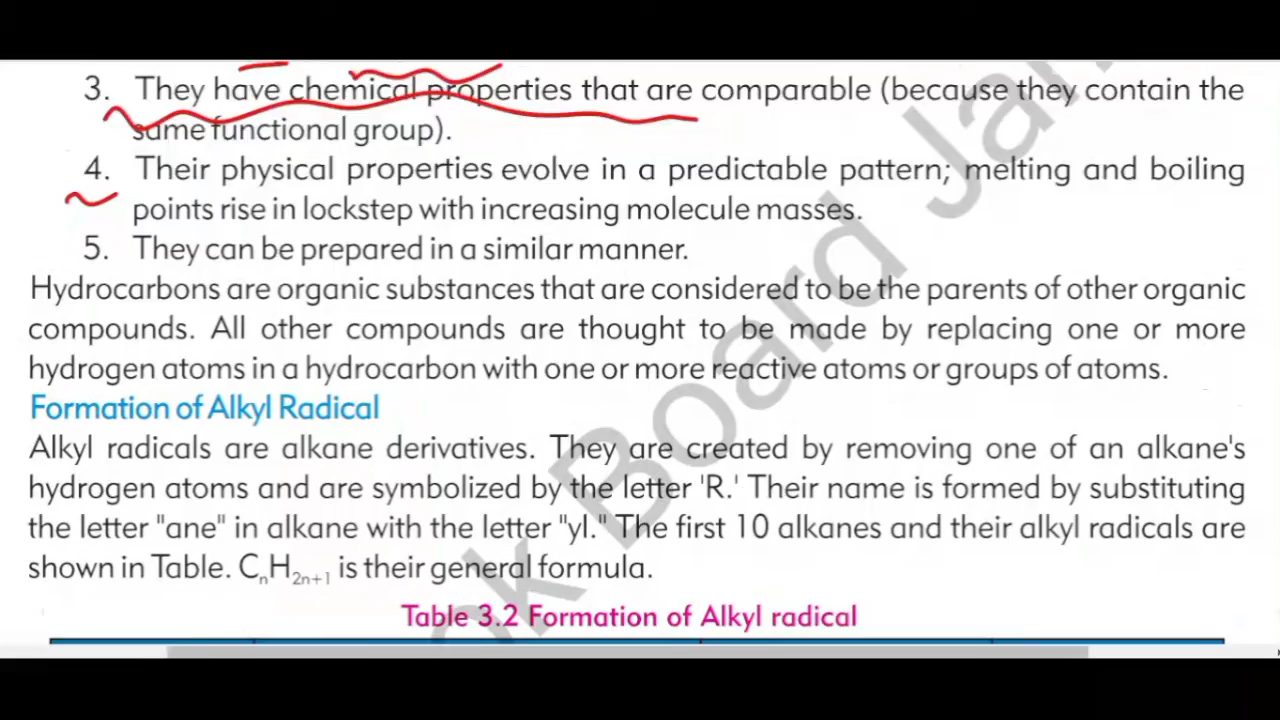 3. They have chemical properties that are comparable (because they contain the
same functional group).
4. Their physical properties evolve in a predictable pattern; melting and boiling
points rise in lockstep with increasing molecule masses.
5. They can be prepared in a similar manner.
Hydrocarbons are organic substances that are considered to be the parents of other organic
compounds. All other compounds are thought to be made by replacing one or more
hydrogen atoms in a hydrocarbon with one or more reactive atoms or groups of atoms.
Formation of Alkyl Radical
Alkyl radicals are alkane derivatives. They are created by removing one of an alkane's
hydrogen atoms and are symbolized by the letter 'R.' Their name is formed by substituting
the letter "ane" in alkane with the letter "yl." The first 10 alkanes and their alkyl radicals are
shown in Table. CₙH₂ₙ₊₁ is their general formula.
Table 3.2 Formation of Alkyl radical
Board